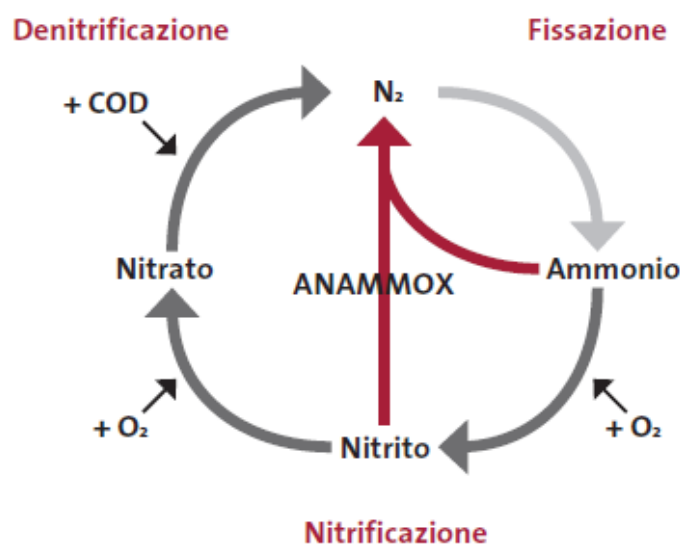 Denitrificazione
Fissazione
+ COD
N₂
Nitrato
ANAMMOX
Ammonio
+ O₂
+ O₂
Nitrito
Nitrificazione